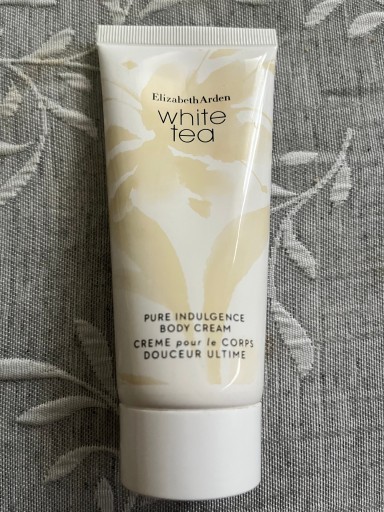 Elizabeth Arden
white
tea
PURE INDULGENCE
BODY CREAM
CREME pour le CORPS
DOUCEUR ULTIME